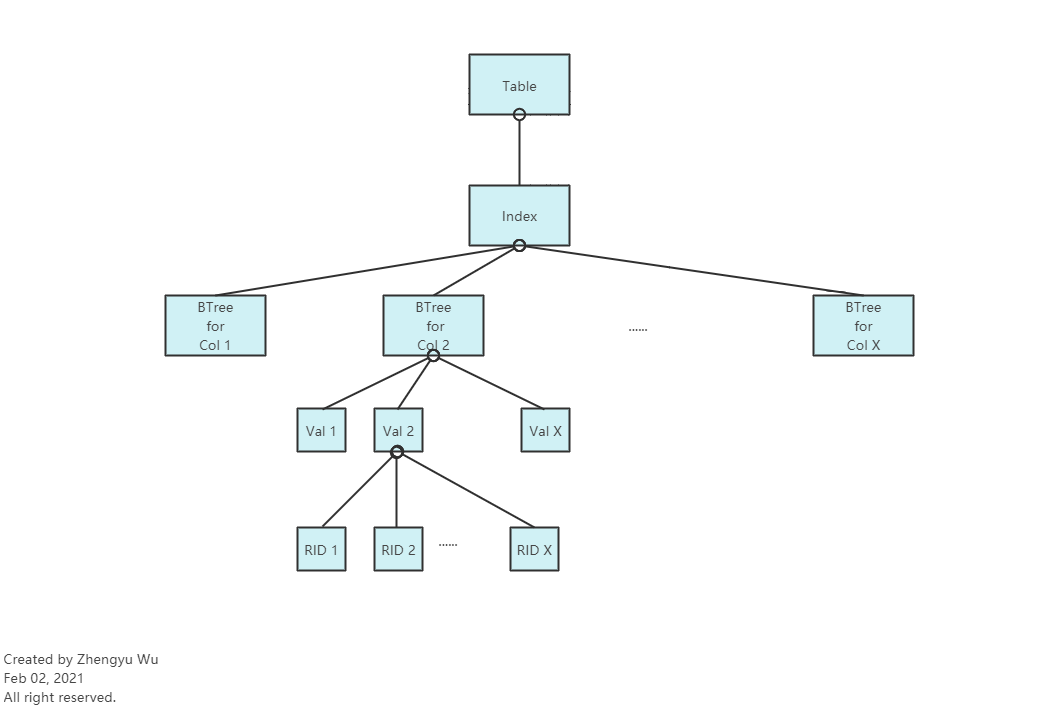 Table
Index
BTree
for
Col 1
BTree
for
Col 2
......
BTree
for
Col X
Val 1
Val 2
Val X
RID 1
RID 2
......
RID X
Created by Zhengyu Wu
Feb 02, 2021
All right reserved.